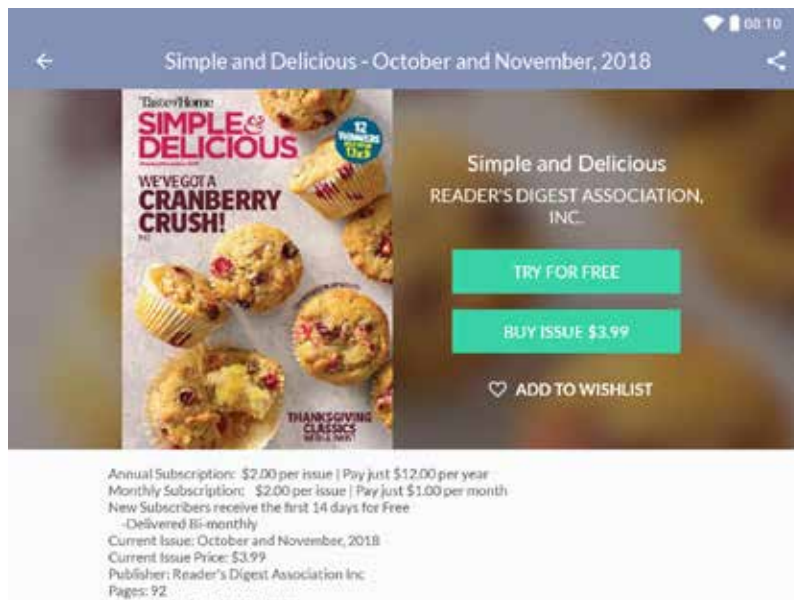 00:10
Simple and Delicious - October and November, 2018
Taste of Home
SIMPLE &
DELICIOUS
12
WINNERS
13x9
WE'VE GOT A
CRANBERRY
CRUSH!
THANKSGIVING
CLASSICS
WITH A TWIST
Simple and Delicious
READER'S DIGEST ASSOCIATION,
INC.
TRY FOR FREE
BUY ISSUE $3.99
ADD TO WISHLIST
Annual Subscription: $2.00 per issue | Pay just $12.00 per year
Monthly Subscription: $2.00 per issue | Pay just $1.00 per month
New Subscribers receive the first 14 days for Free
-Delivered Bi-monthly
Current Issue: October and November, 2018
Current Issue Price: $3.99
Publisher: Reader's Digest Association Inc
Pages: 92